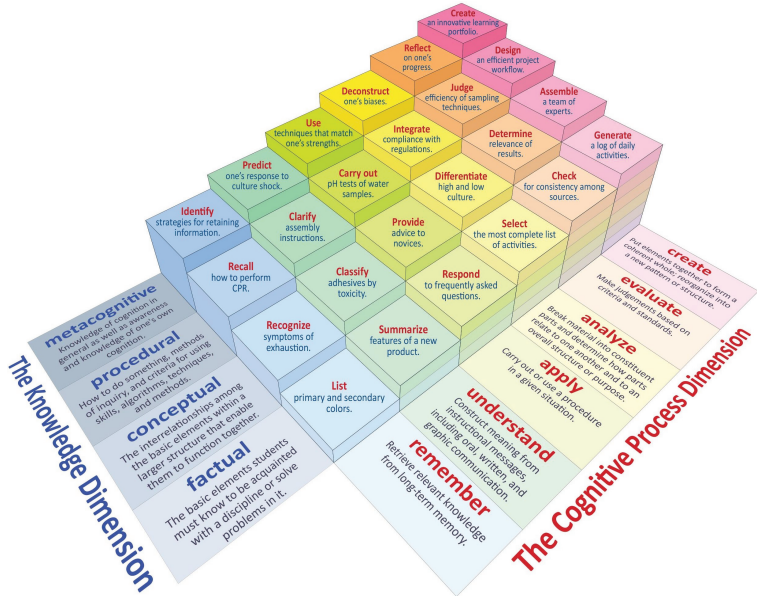 Create
an innovative learning
portfolio.
Reflect
on one's
progress.
Design
an efficient project
workflow.
Deconstruct
one's biases.
Judge
efficiency of sampling
techniques.
Assemble
a team of
experts.
Use
techniques that match
one's strengths.
Integrate
compliance with
regulations.
Determine
relevance of
results.
Generate
a log of daily
activities.
Predict
one's response to
culture shock.
Carry out
pH tests of water
samples.
Differentiate
high and low
culture.
Check
for consistency among
sources.
Identify
strategies for retaining
information.
Clarify
assembly
instructions.
Provide
advice to
novices.
Select
the most complete list
of activities.
Recall
how to perform
CPR.
Classify
adhesives by
toxicity.
Respond
to frequently asked
questions.
Recognize
symptoms of
exhaustion.
Summarize
features of a new
product.
List
primary and secondary
colors.
The Knowledge Dimension
metacognitive
Knowledge of cognition in
general as well as awareness
and knowledge of one's own
cognition.
procedural
How to do something, methods
of inquiry, and criteria for using
skills, algorithms, techniques,
and methods.
conceptual
The interrelationships among
the basic elements within a
larger structure that enable
them to function together.
factual
The basic elements students
must know to be acquainted
with a discipline or solve
problems in it.
The Cognitive Process Dimension
create
Put elements together to form a
coherent whole; reorganize into
a new pattern or structure.
evaluate
Make judgements based on
criteria and standards.
analyze
Break material into constituent
parts and determine how parts
relate to one another and to an
overall structure or purpose.
apply
Carry out or use a procedure
in a given situation.
understand
Construct meaning from
instructional messages,
including oral, written, and
graphic communication.
remember
Retrieve relevant knowledge
from long-term memory.